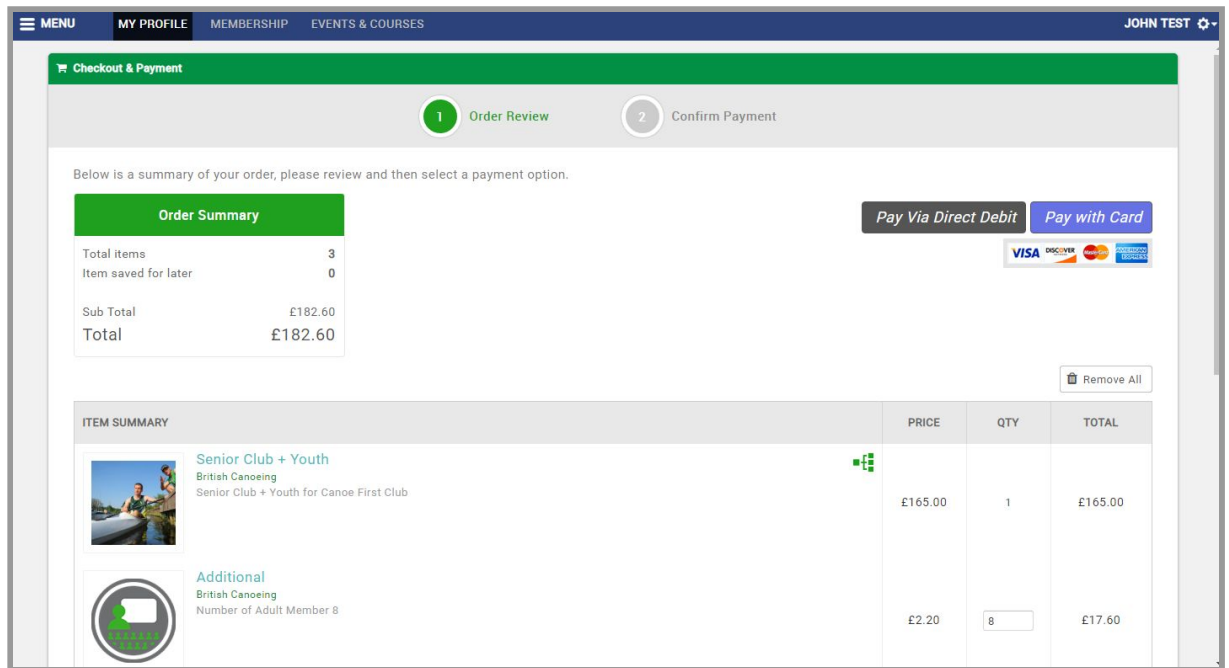 MENU MY PROFILE MEMBERSHIP EVENTS & COURSES JOHN TEST
Checkout & Payment
1 Order Review 2 Confirm Payment
Below is a summary of your order, please review and then select a payment option.
Order Summary
Pay Via Direct Debit Pay with Card
Total items 3
VISA DISCOVER MasterCard AMERICAN EXPRESS
Item saved for later 0
Sub Total £182.60
Total £182.60
Remove All
ITEM SUMMARY PRICE QTY TOTAL
Senior Club + Youth
British Canoeing
Senior Club + Youth for Canoe First Club
£165.00 1 £165.00
Additional
British Canoeing
Number of Adult Member 8
£2.20 8 £17.60